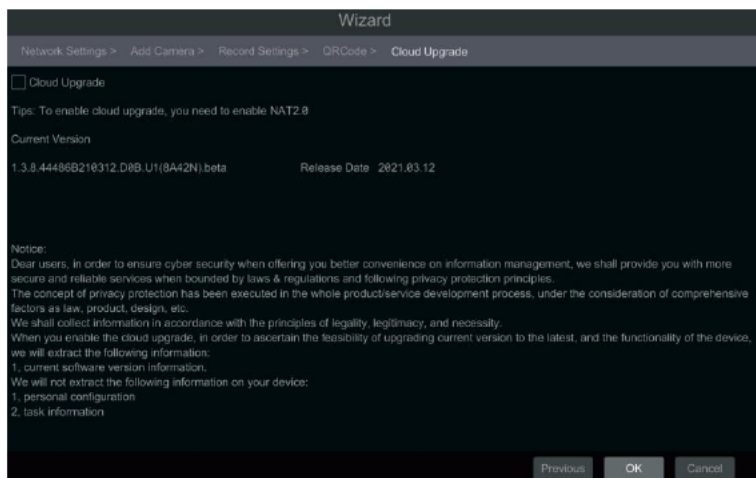 Wizard
Network Settings > Add Camera > Record Settings > QRCode > Cloud Upgrade
Cloud Upgrade
Tips: To enable cloud upgrade, you need to enable NAT2.0
Current Version
1.3.8.44486B210312.D0B.U1(8A42N).beta Release Date 2021.03.12
Notice:
Dear users, in order to ensure cyber security when offering you better convenience on information management, we shall provide you with more
secure and reliable services when bounded by laws & regulations and following privacy protection principles.
The concept of privacy protection has been executed in the whole product/service development process, under the consideration of comprehensive
factors as law, product, design, etc.
We shall collect information in accordance with the principles of legality, legitimacy, and necessity.
When you enable the cloud upgrade, in order to ascertain the feasibility of upgrading current version to the latest, and the functionality of the device,
we will extract the following information:
1, current software version information.
We will not extract the following information on your device:
1, personal configuration
2, task information
Previous OK Cancel